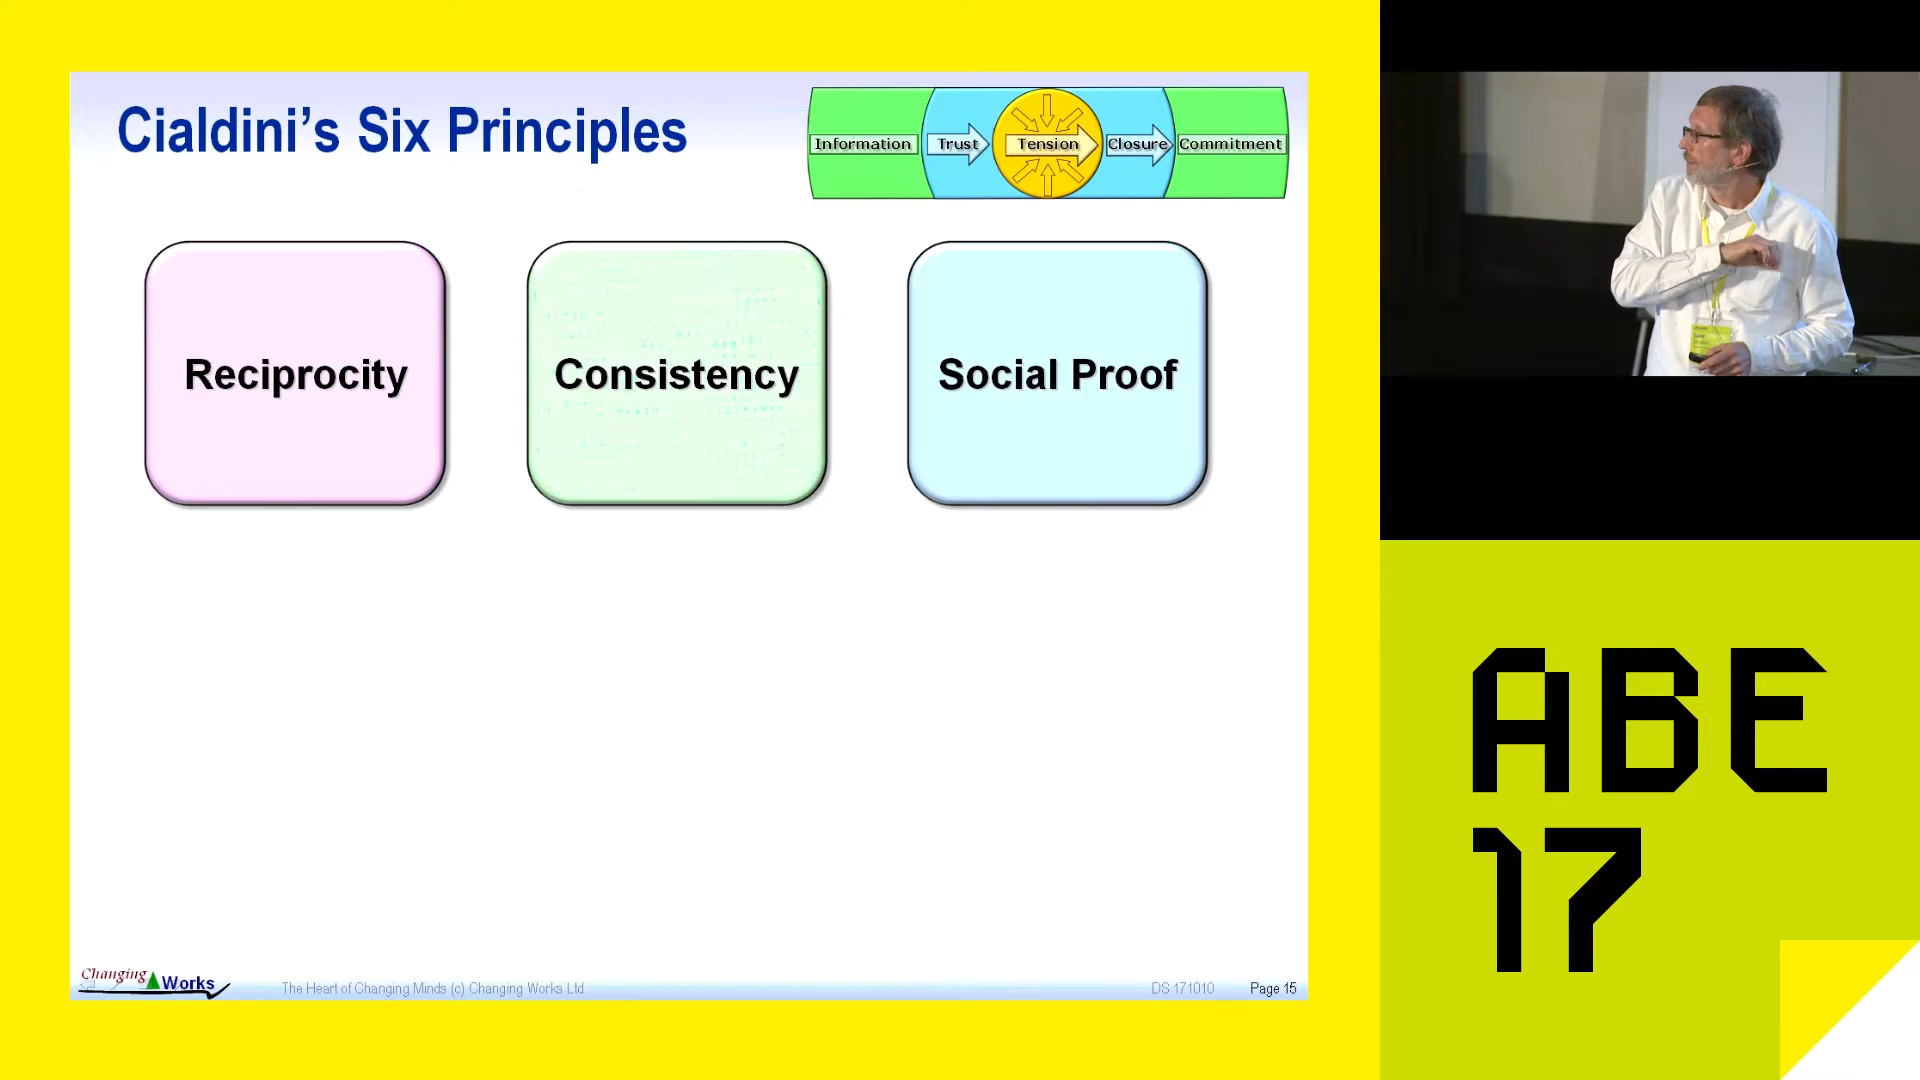 Cialdini’s Six Principles
Information
Trust
Tension
Closure
Commitment
Reciprocity
Consistency
Social Proof
Changing Works
The Heart of Changing Minds (c) Changing Works Ltd
DS 171010
Page 15
ABE
17